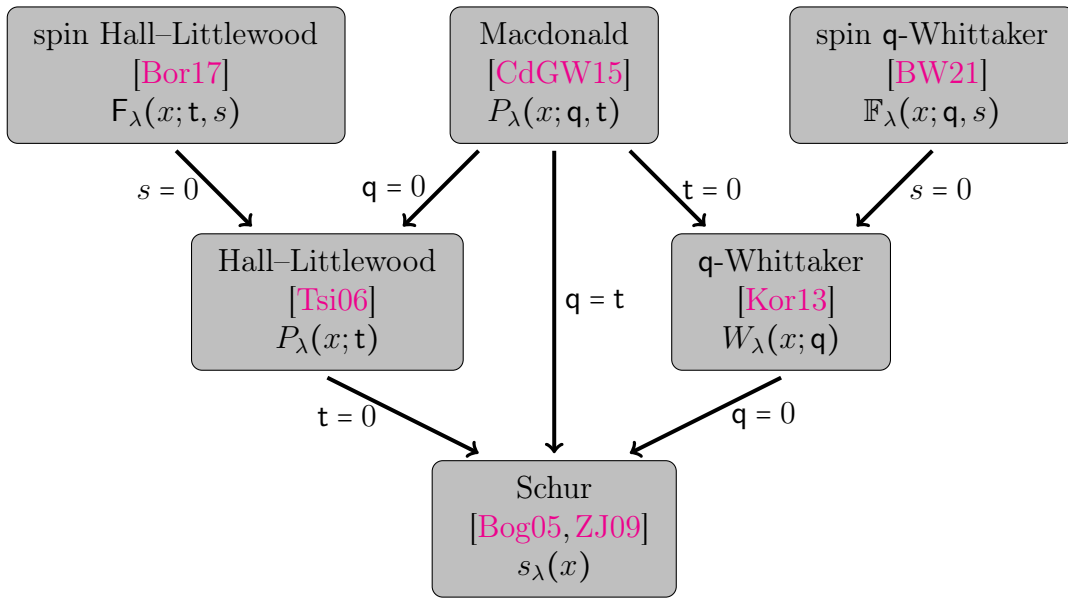 spin Hall–Littlewood
[Bor17]
F_λ(x; t, s)
Macdonald
[CdGW15]
P_λ(x; q, t)
spin q-Whittaker
[BW21]
𝔽_λ(x; q, s)
s = 0
q = 0
t = 0
s = 0
Hall–Littlewood
[Tsi06]
P_λ(x; t)
q = t
q-Whittaker
[Kor13]
W_λ(x; q)
t = 0
q = 0
Schur
[Bog05, ZJ09]
s_λ(x)